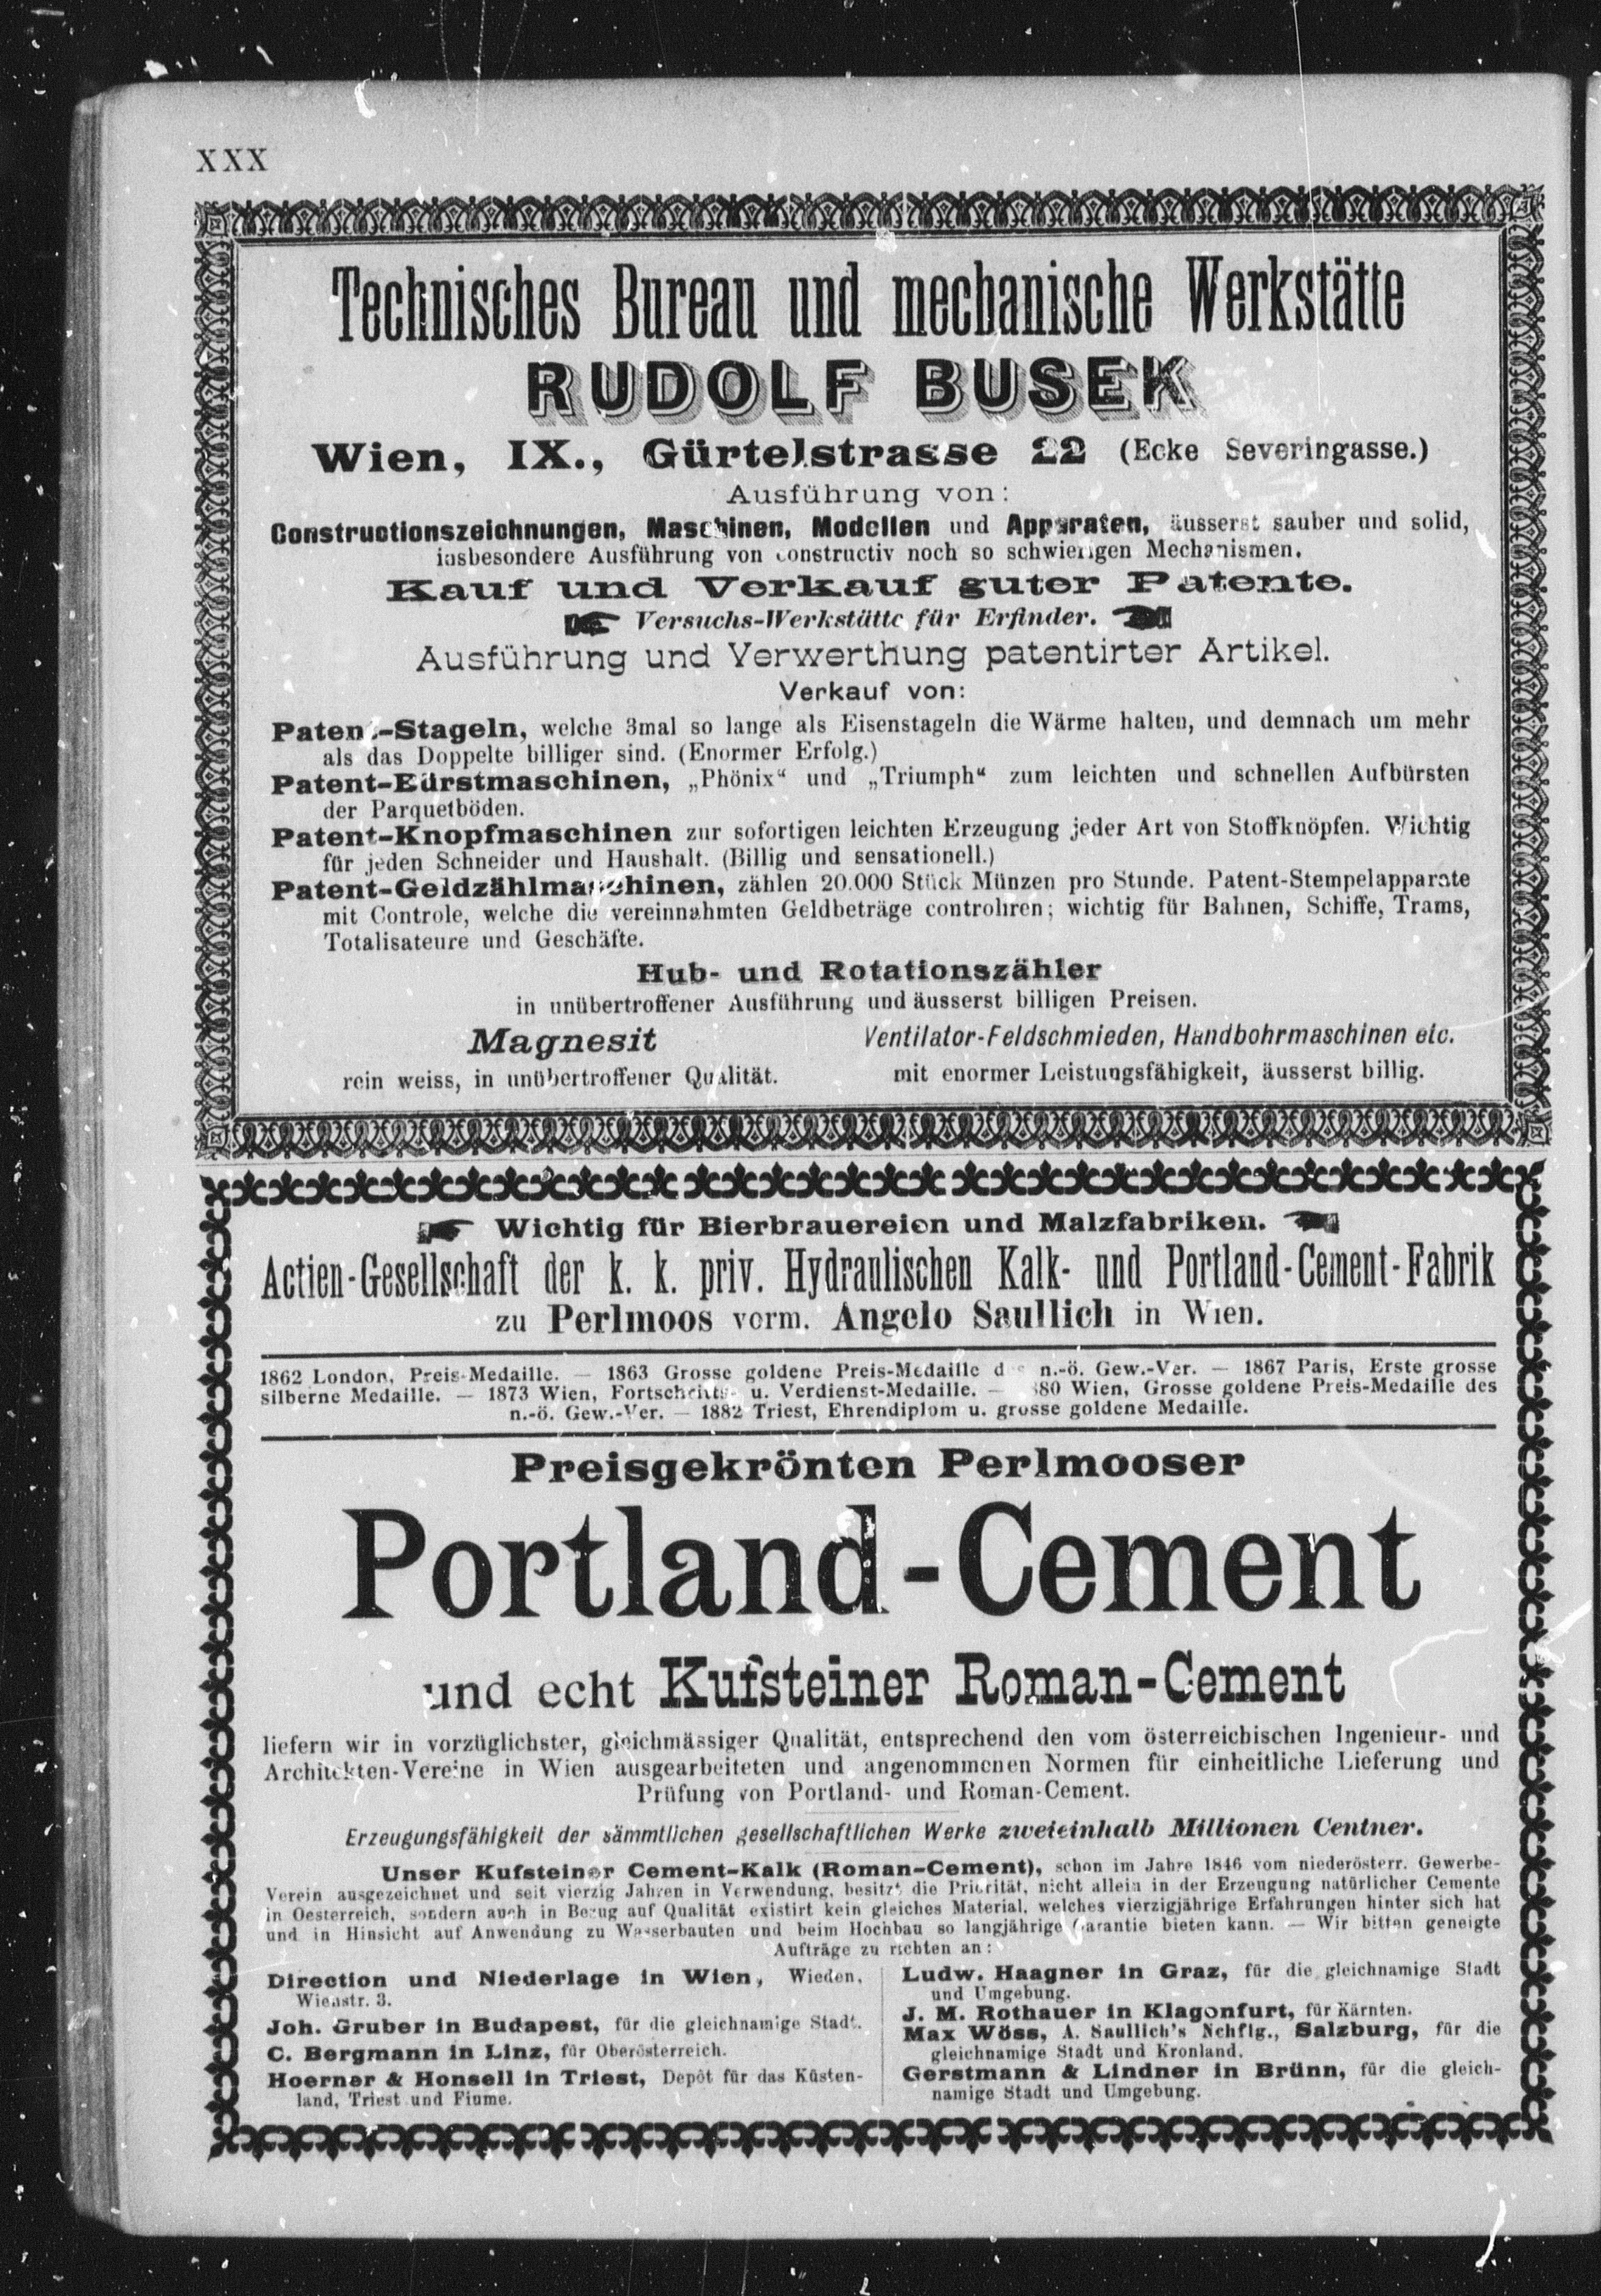 XXX
Technisches Bureau und mechanische Werkstätte
RUDOLF BUSEK
Wien, IX., Gürtelstrasse 22 (Ecke Severingasse.)
Ausführung von:
Constructionszeichnungen, Maschinen, Modellen und Apparaten, äusserst sauber und solid,
insbesondere Ausführung von constructiv noch so schwierigen Mechanismen.
Kauf und Verkauf guter Patente.
Versuchs-Werkstätte für Erfinder.
Ausführung und Verwerthung patentirter Artikel.
Verkauf von:
Patent-Stageln, welche 3mal so lange als Eisenstageln die Wärme halten, und demnach um mehr
als das Doppelte billiger sind. (Enormer Erfolg.)
Patent-Bürstmaschinen, „Phönix“ und „Triumph“ zum leichten und schnellen Aufbürsten
der Parquetböden.
Patent-Knopfmaschinen zur sofortigen leichten Erzeugung jeder Art von Stoffknöpfen. Wichtig
für jeden Schneider und Haushalt. (Billig und sensationell.)
Patent-Geldzählmaschinen, zählen 20.000 Stück Münzen pro Stunde. Patent-Stempelapparate
mit Controle, welche die vereinnahmten Geldbeträge controliren; wichtig für Bahnen, Schiffe, Trams,
Totalisateure und Geschäfte.
Hub- und Rotationszähler
in unübertroffener Ausführung und äusserst billigen Preisen.
Magnesit
rein weiss, in unübertroffener Qualität.
Ventilator-Feldschmieden, Handbohrmaschinen etc.
mit enormer Leistungsfähigkeit, äusserst billig.
Wichtig für Bierbrauereien und Malzfabriken.
Actien-Gesellschaft der k. k. priv. Hydraulischen Kalk- und Portland-Cement-Fabrik
zu Perlmoos vorm. Angelo Saullich in Wien.
1862 London, Preis-Medaille. — 1863 Grosse goldene Preis-Medaille des n.-ö. Gew.-Ver. — 1867 Paris, Erste grosse
silberne Medaille. — 1873 Wien, Fortschritts- u. Verdienst-Medaille. — 1880 Wien, Grosse goldene Preis-Medaille des
n.-ö. Gew.-Ver. — 1882 Triest, Ehrendiplom u. grosse goldene Medaille.
Preisgekrönten Perlmooser
Portland-Cement
und echt Kufsteiner Roman-Cement
liefern wir in vorzüglichster, gleichmässiger Qualität, entsprechend den vom österreichischen Ingenieur- und
Architekten-Vereine in Wien ausgearbeiteten und angenommenen Normen für einheitliche Lieferung und
Prüfung von Portland- und Roman-Cement.
Erzeugungsfähigkeit der sämmtlichen gesellschaftlichen Werke zweieinhalb Millionen Centner.
Unser Kufsteiner Cement-Kalk (Roman-Cement), schon im Jahre 1846 vom niederösterr. Gewerbe-
Verein ausgezeichnet und seit vierzig Jahren in Verwendung, besitzt die Priorität, nicht allein in der Erzeugung natürlicher Cemente
in Oesterreich, sondern auch in Bezug auf Qualität existirt kein gleiches Material, welches vierzigjährige Erfahrungen hinter sich hat
und in Hinsicht auf Anwendung zu Wasserbauten und beim Hochbau so langjährige Garantie bieten kann. — Wir bitten geneigte
Aufträge zu richten an:
Direction und Niederlage in Wien, Wieden,
Wienstr. 3.
Joh. Gruber in Budapest, für die gleichnamige Stadt.
C. Bergmann in Linz, für Oberösterreich.
Hoerner & Honsell in Triest, Depôt für das Küsten-
land, Triest und Fiume.
Ludw. Haagner in Graz, für die gleichnamige Stadt
und Umgebung.
J. M. Rothauer in Klagonfurt, für Kärnten.
Max Wöss, A. Saullich's Nchflg., Salzburg, für die
gleichnamige Stadt und Kronland.
Gerstmann & Lindner in Brünn, für die gleich-
namige Stadt und Umgebung.